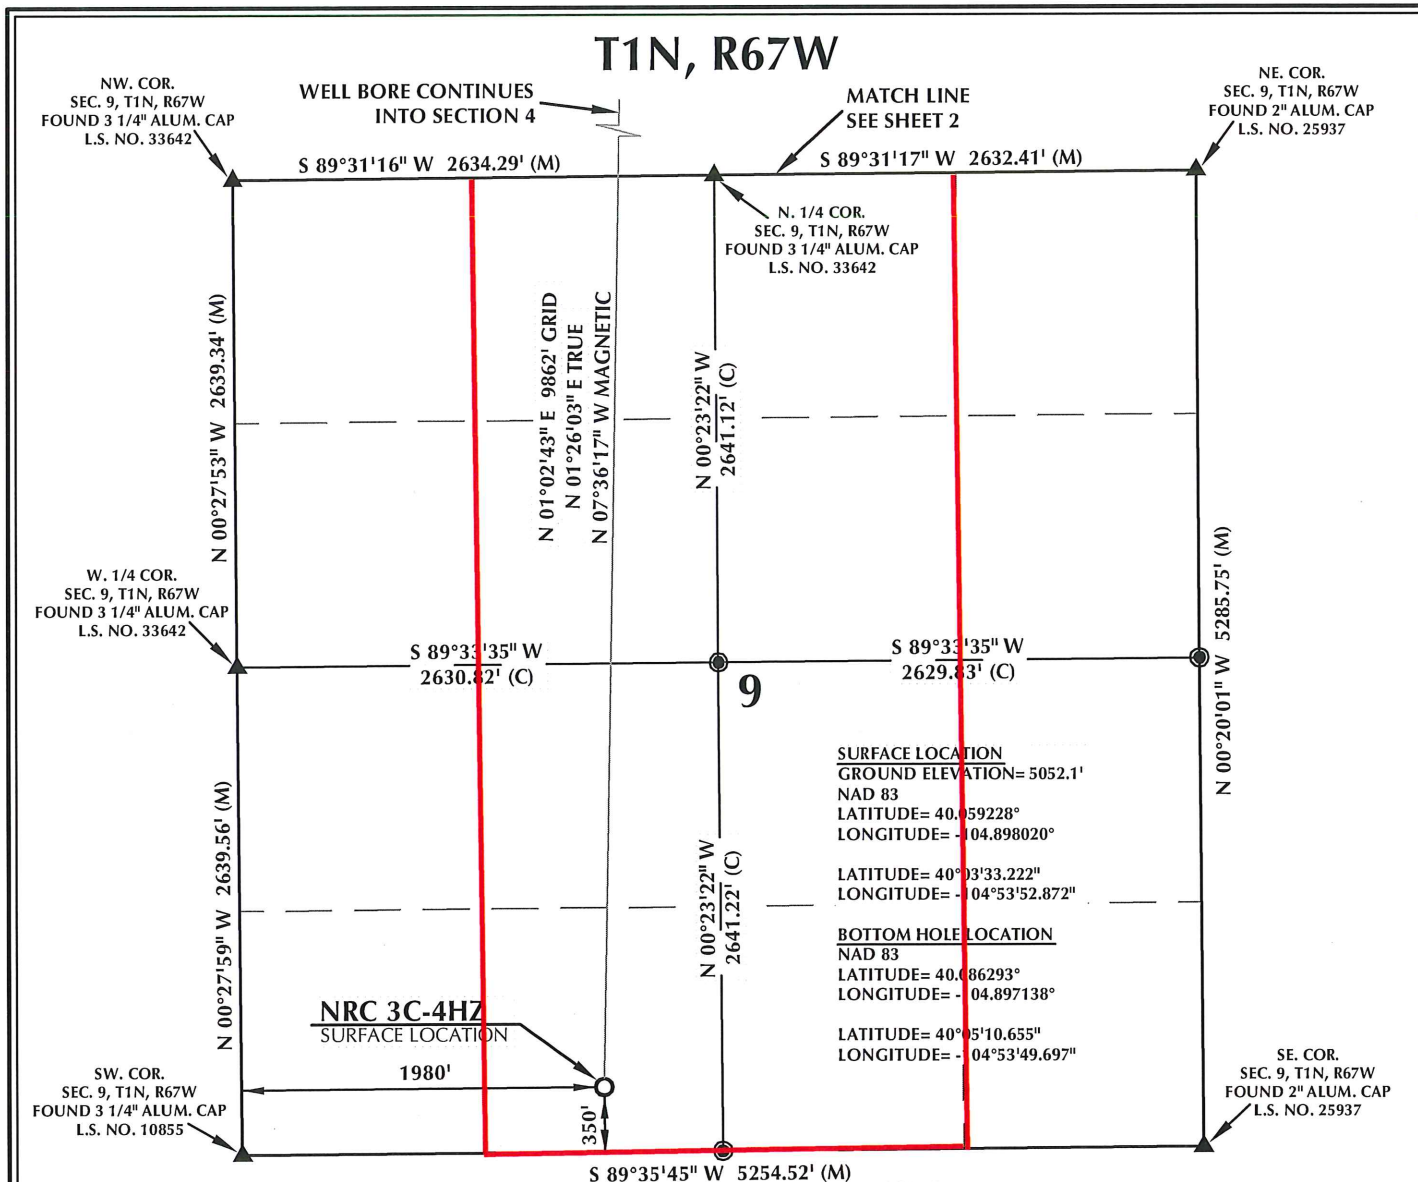 T1N, R67W
NW. COR.
SEC. 9, T1N, R67W
FOUND 3 1/4" ALUM. CAP
L.S. NO. 33642
WELL BORE CONTINUES
INTO SECTION 4
MATCH LINE
SEE SHEET 2
NE. COR.
SEC. 9, T1N, R67W
FOUND 2" ALUM. CAP
L.S. NO. 25937
S 89°31'16" W 2634.29' (M)
S 89°31'17" W 2632.41' (M)
N. 1/4 COR.
SEC. 9, T1N, R67W
FOUND 3 1/4" ALUM. CAP
L.S. NO. 33642
N 00°27'53" W 2639.34' (M)
N 01°02'43" E 9862' GRID
N 01°26'03" E TRUE
N 07°36'17" W MAGNETIC
N 00°23'22" W
2641.12' (C)
W. 1/4 COR.
SEC. 9, T1N, R67W
FOUND 3 1/4" ALUM. CAP
L.S. NO. 33642
S 89°33'35" W
2630.82' (C)
S 89°33'35" W
2629.83' (C)
9
N 00°20'01" W 5285.75' (M)
SURFACE LOCATION
GROUND ELEVATION= 5052.1'
NAD 83
LATITUDE= 40.059228°
LONGITUDE= -104.898020°
LATITUDE= 40°03'33.222"
LONGITUDE= -104°53'52.872"
BOTTOM HOLE LOCATION
NAD 83
LATITUDE= 40.086293°
LONGITUDE= -104.897138°
LATITUDE= 40°05'10.655"
LONGITUDE= -104°53'49.697"
N 00°27'59" W 2639.56' (M)
N 00°23'22" W
2641.22' (C)
NRC 3C-4HZ
SURFACE LOCATION
1980'
350'
SW. COR.
SEC. 9, T1N, R67W
FOUND 3 1/4" ALUM. CAP
L.S. NO. 10855
SE. COR.
SEC. 9, T1N, R67W
FOUND 2" ALUM. CAP
L.S. NO. 25937
S 89°35'45" W 5254.52' (M)